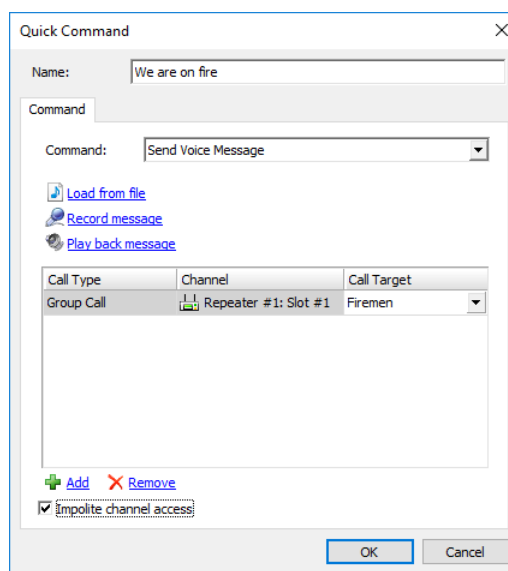 Quick Command
Name: We are on fire
Command
Command: Send Voice Message
Load from file
Record message
Play back message
Call Type Channel Call Target
Group Call Repeater #1: Slot #1 Firemen
Add Remove
Impolite channel access
OK Cancel